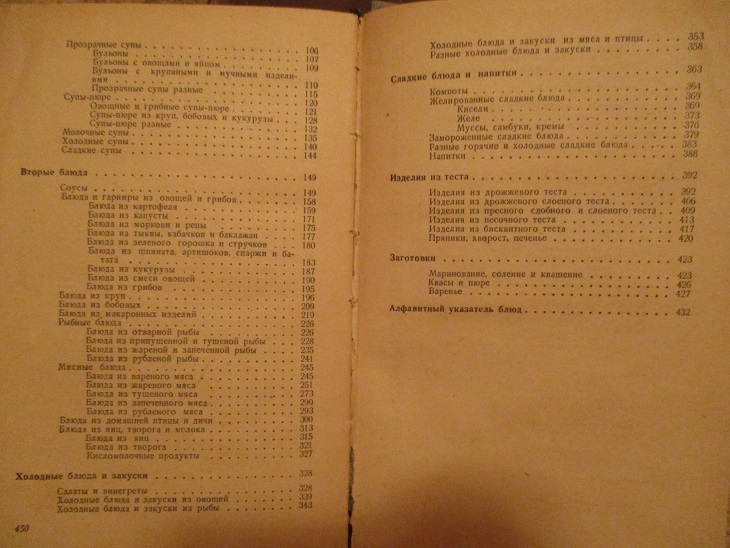 Прозрачные супы 106
Бульоны 107
Бульоны с овощами и яйцом 109
Бульоны с крупяными и мучными издели-
ями 110
Прозрачные супы разные 115
Супы-пюре 120
Овощные и грибные супы-пюре 121
Супы-пюре из круп, бобовых и кукурузы 128
Супы-пюре разные 132
Молочные супы 135
Холодные супы 140
Сладкие супы 144
Вторые блюда 149
Соусы 149
Блюда и гарниры из овощей и грибов 158
Блюда из картофеля 159
Блюда из капусты 171
Блюда из моркови и репы 175
Блюда из тыквы, кабачков и баклажан 177
Блюда из зеленого горошка и стручков 180
Блюда из шпината, артишоков, спаржи и ба-
тата 183
Блюда из кукурузы 187
Блюда из смеси овощей 190
Блюда из грибов 195
Блюда из круп 196
Блюда из бобовых 209
Блюда из макаронных изделий 219
Рыбные блюда 226
Блюда из отварной рыбы 226
Блюда из припущенной и тушеной рыбы 228
Блюда из жареной и запеченной рыбы 235
Блюда из рубленой рыбы 241
Мясные блюда 245
Блюла из вареного мяса 245
Блюда из жареного мяса 251
Блюда из тушеного мяса 273
Блюда из запеченного мяса 290
Блюда из рубленого мяса 293
Блюда из домашней птицы и дичи 300
Блюда из яиц, творога и молока 313
Блюда из яиц 315
Блюда из творога 321
Кисломолочные продукты 327
Холодные блюда и закуски 328
Салаты и винегреты 328
Холодные блюда и закуски из овощей 339
Холодные блюда и закуски из рыбы 343
430
Холодные блюда и закуски из мяса и птицы 353
Разные холодные блюда и закуски 358
Сладкие блюда и напитки 363
Компоты 364
Желированные сладкие блюда 369
Кисели 369
Желе 373
Муссы, самбуки, кремы 376
Замороженные сладкие блюда 379
Разные горячие и холодные сладкие блюда 383
Напитки 388
Изделия из теста 392
Изделия из дрожжевого теста 392
Изделия из дрожжевого слоеного теста 406
Изделия из пресного сдобного и слоеного теста 409
Изделия из песочного теста 413
Изделия из бисквитного теста 417
Пряники, хворост, печенье 420
Заготовки 423
Маринование, соление и квашение 423
Квасы и пюре 426
Варенье 427
Алфавитный указатель блюд 432